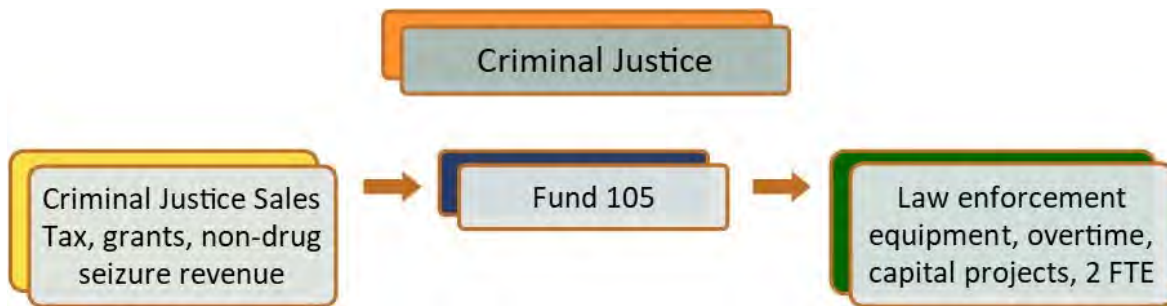 Criminal Justice
Criminal Justice Sales
Tax, grants, non-drug
seizure revenue
Fund 105
Law enforcement
equipment, overtime,
capital projects, 2 FTE